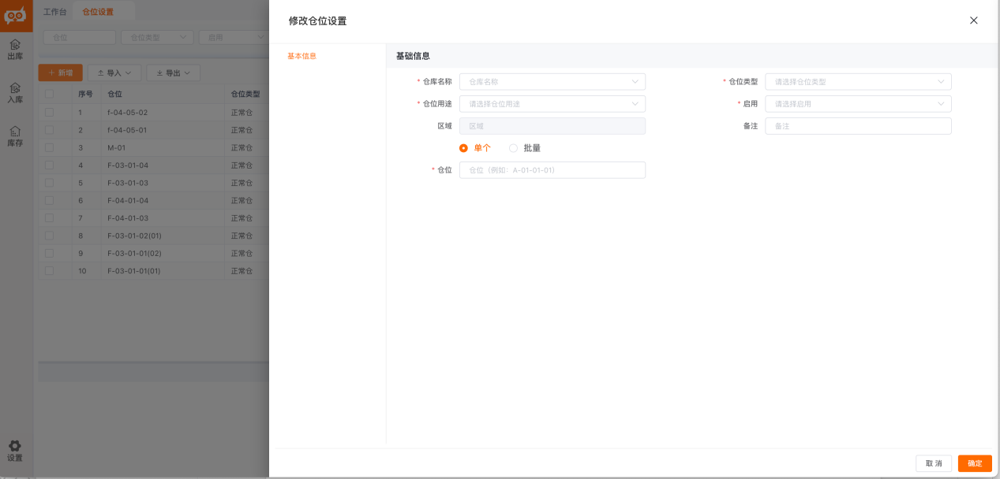 工作台 仓位设置
仓位 仓位类型 启用
出库
新增 导入 导出
入库
库存
设置
序号 仓位 仓位类型
1 f-04-05-02 正常仓
2 f-04-05-01 正常仓
3 M-01 正常仓
4 F-03-01-04 正常仓
5 F-03-01-03 正常仓
6 F-04-01-04 正常仓
7 F-04-01-03 正常仓
8 F-03-01-02(01) 正常仓
9 F-03-01-01(02) 正常仓
10 F-03-01-01(01) 正常仓
修改仓位设置
基本信息
基础信息
* 仓库名称 仓库名称 * 仓位类型 请选择仓位类型
* 仓位用途 请选择仓位用途 * 启用 请选择启用
区域 区域 备注 备注
单个 批量
* 仓位 仓位（例如：A-01-01-01）
取 消 确定